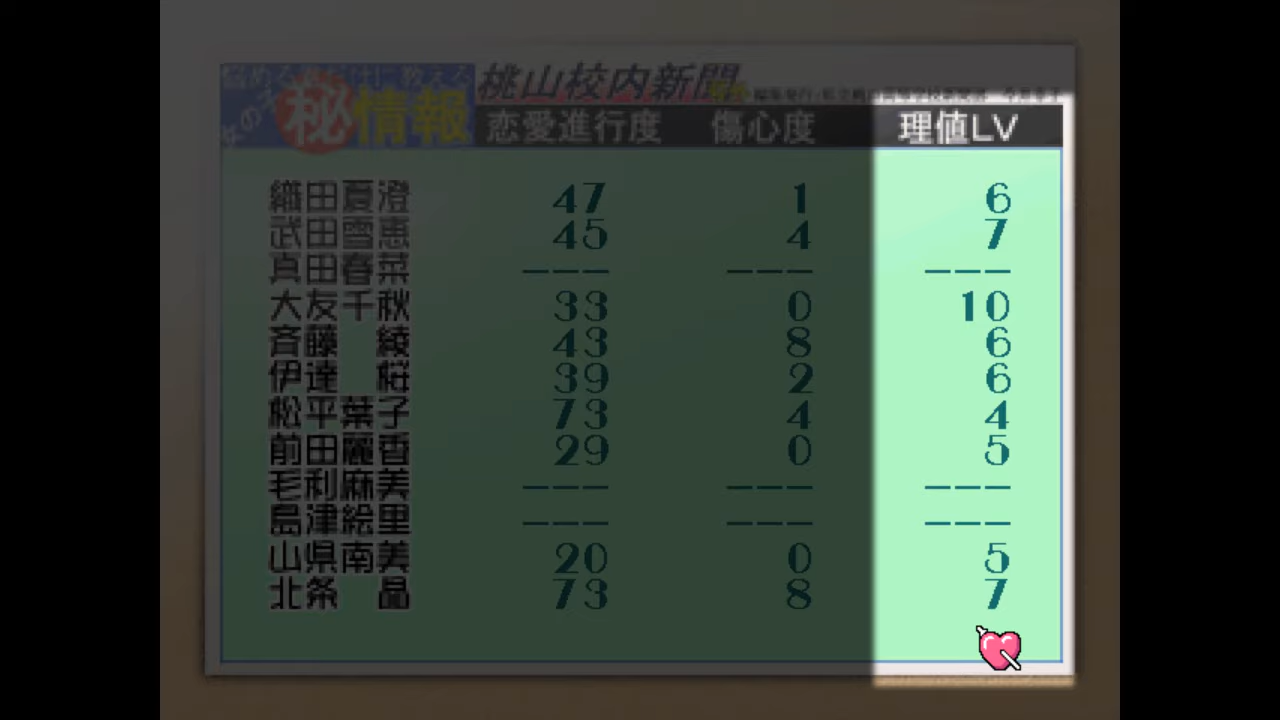 桃山校内新聞
㊙情報 恋愛進行度 傷心度 理値LV
織田夏澄 47 1 6
武田雪恵 45 4 7
真田春菜 --- --- ---
大友千秋 33 0 10
斉藤 綾 43 8 6
伊達 桜 39 2 6
松平葉子 73 4 4
前田麗香 29 0 5
毛利麻美 --- --- ---
島津絵里 --- --- ---
山県南美 20 0 5
北条 晶 73 8 7